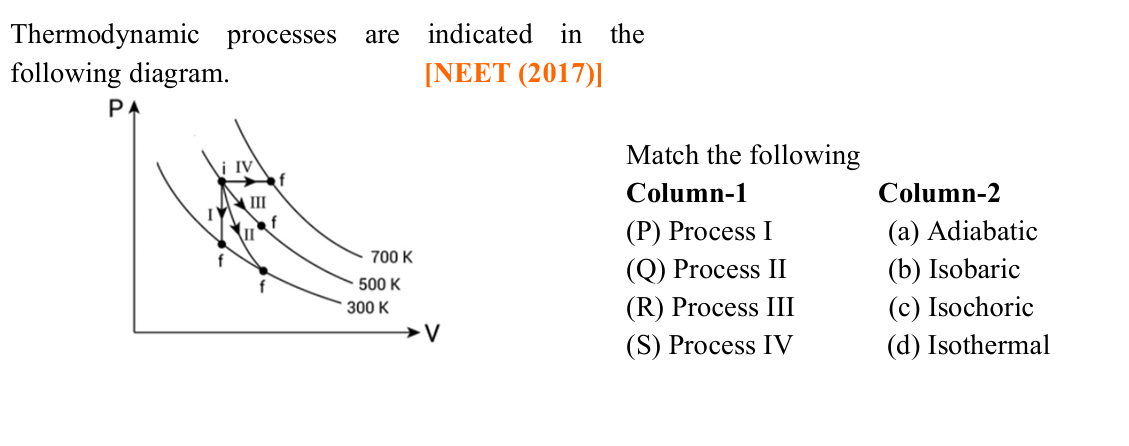 Thermodynamic processes are indicated in the
following diagram. [NEET (2017)]
P
i IV
f
III
I
f
II
f
f
700 K
500 K
300 K
V
Match the following
Column-1 Column-2
(P) Process I (a) Adiabatic
(Q) Process II (b) Isobaric
(R) Process III (c) Isochoric
(S) Process IV (d) Isothermal